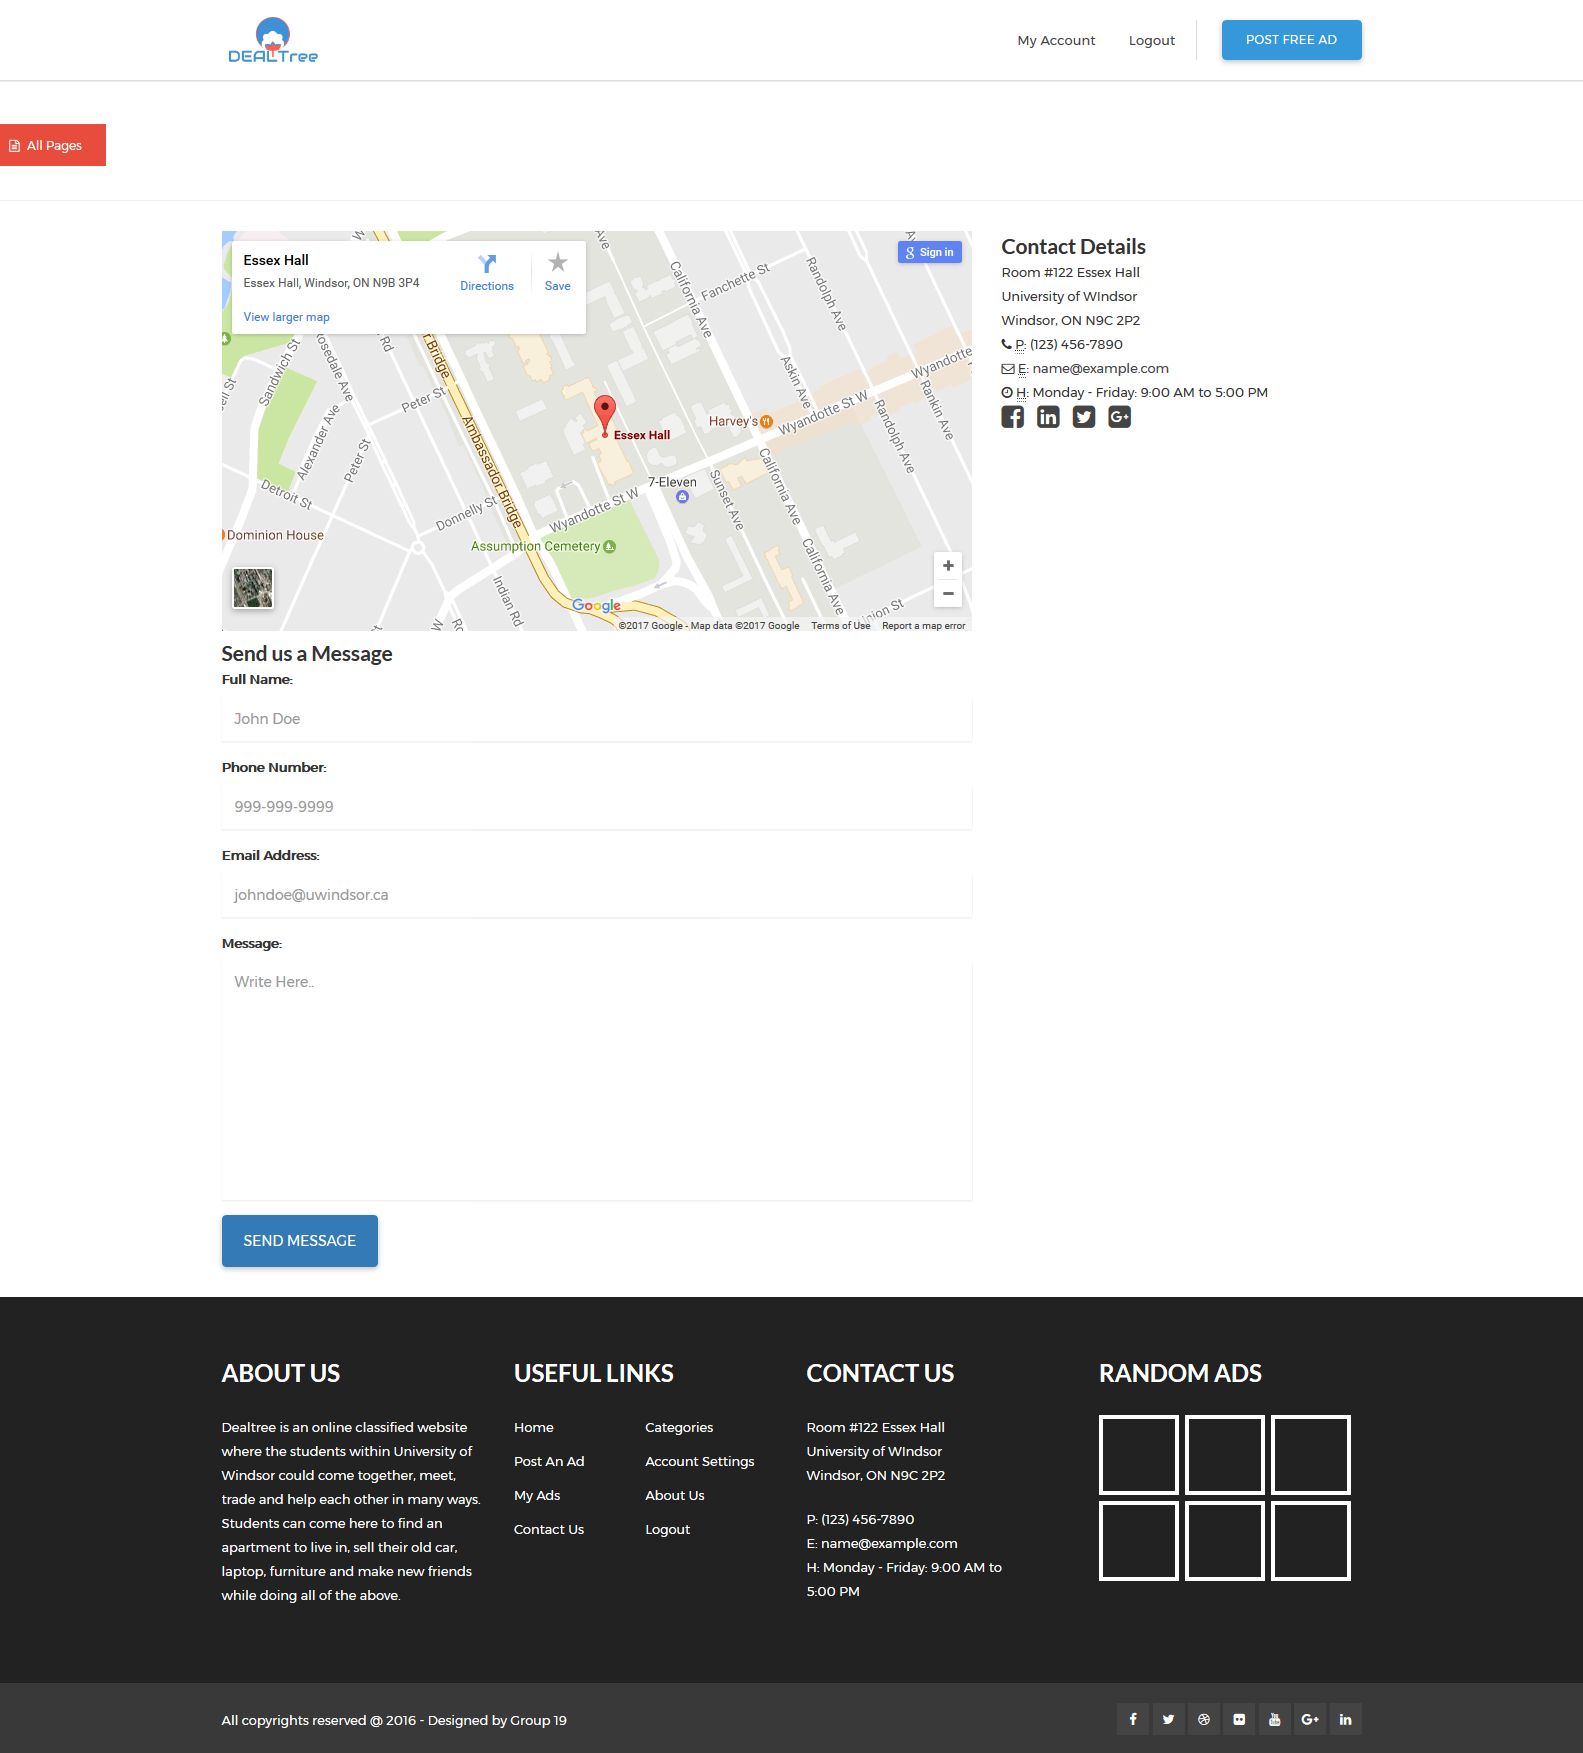 DEALTree
My Account
Logout
POST FREE AD
All Pages
Essex Hall
Essex Hall, Windsor, ON N9B 3P4
View larger map
Directions
Save
Sign in
Fanchette St
California Ave
Randolph Ave
Askin Ave
Wyandotte
Rankin Ave
Randolph Ave
Wyandotte St W
Harvey's
Essex Hall
Sandwich St
Rosedale Ave
Rd
Bridge
Peter St
Alexander Ave
Peter St
Ambassador Bridge
Detroit St
Donnelly St
7-Eleven
Sunset Ave
California Ave
Wyandotte St W
Dominion House
Assumption Cemetery
California Ave
Indian Rd
Google
©2017 Google - Map data ©2017 Google
Terms of Use
Report a map error
Contact Details
Room #122 Essex Hall
University of WIndsor
Windsor, ON N9C 2P2
P: (123) 456-7890
E: name@example.com
H: Monday - Friday: 9:00 AM to 5:00 PM
Send us a Message
Full Name:
John Doe
Phone Number:
999-999-9999
Email Address:
johndoe@uwindsor.ca
Message:
Write Here..
SEND MESSAGE
ABOUT US
Dealtree is an online classified website
where the students within University of
Windsor could come together, meet,
trade and help each other in many ways.
Students can come here to find an
apartment to live in, sell their old car,
laptop, furniture and make new friends
while doing all of the above.
USEFUL LINKS
Home
Categories
Post An Ad
Account Settings
My Ads
About Us
Contact Us
Logout
CONTACT US
Room #122 Essex Hall
University of WIndsor
Windsor, ON N9C 2P2
P: (123) 456-7890
E: name@example.com
H: Monday - Friday: 9:00 AM to
5:00 PM
RANDOM ADS
All copyrights reserved @ 2016 - Designed by Group 19